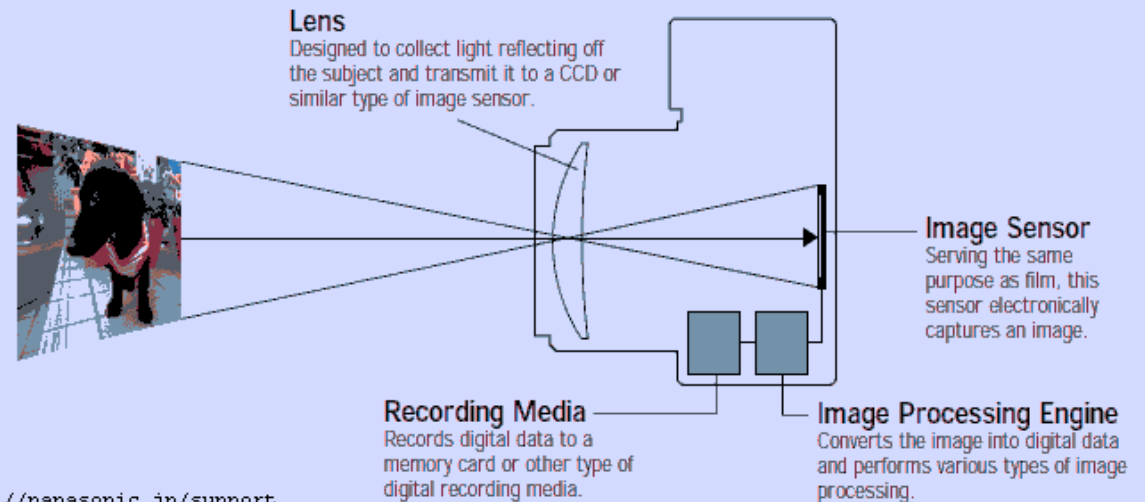 Lens
Designed to collect light reflecting off
the subject and transmit it to a CCD or
similar type of image sensor.
Image Sensor
Serving the same
purpose as film, this
sensor electronically
captures an image.
Recording Media
Records digital data to a
memory card or other type of
digital recording media.
Image Processing Engine
Converts the image into digital data
and performs various types of image
processing.
//panasonic.jp/support